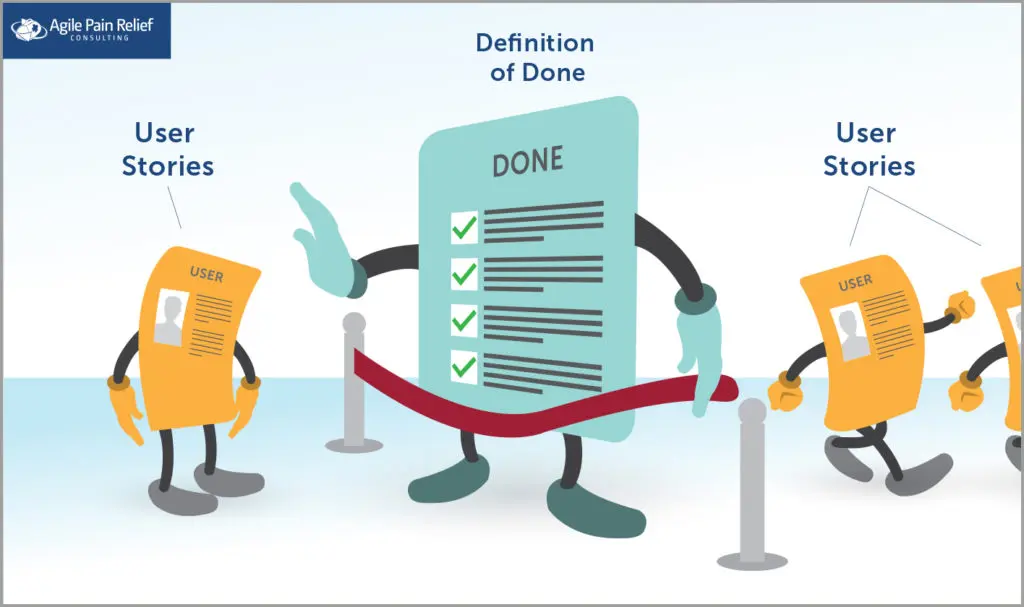 Agile Pain Relief
CONSULTING
Definition
of Done
User
Stories
User
Stories
DONE
USER
USER